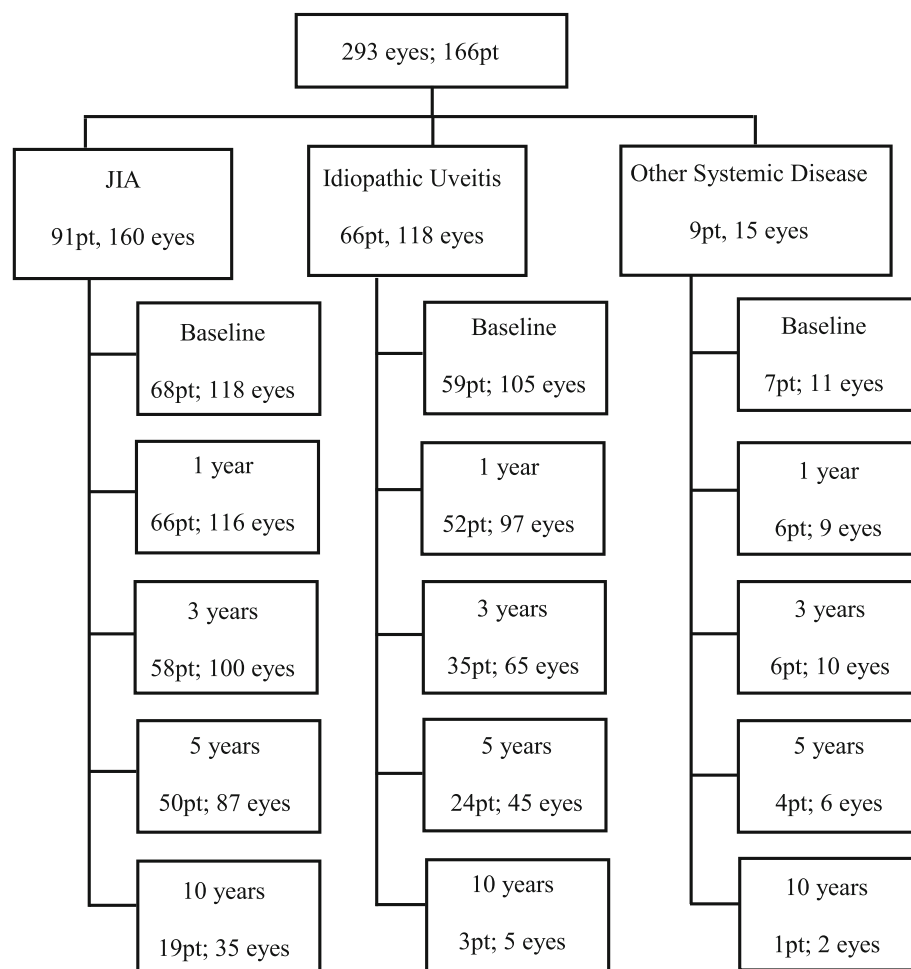 293 eyes; 166pt
JIA
91pt, 160 eyes
Idiopathic Uveitis
66pt, 118 eyes
Other Systemic Disease
9pt, 15 eyes
Baseline
68pt; 118 eyes
1 year
66pt; 116 eyes
3 years
58pt; 100 eyes
5 years
50pt; 87 eyes
10 years
19pt; 35 eyes
Baseline
59pt; 105 eyes
1 year
52pt; 97 eyes
3 years
35pt; 65 eyes
5 years
24pt; 45 eyes
10 years
3pt; 5 eyes
Baseline
7pt; 11 eyes
1 year
6pt; 9 eyes
3 years
6pt; 10 eyes
5 years
4pt; 6 eyes
10 years
1pt; 2 eyes